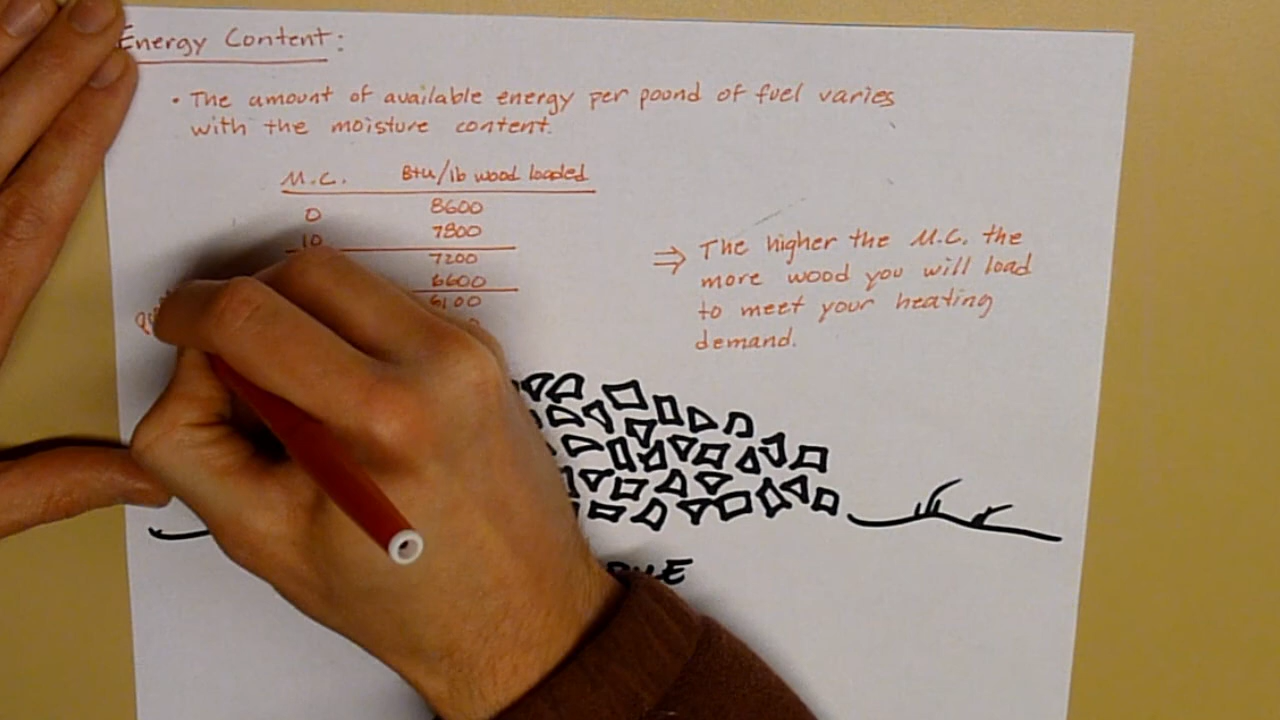 Energy Content:
• The amount of available energy per pound of fuel varies
with the moisture content.
M.C. Btu/lb wood loaded
0 8600
10 7800
7200
6600
6100
⇒ The higher the M.C. the
more wood you will load
to meet your heating
demand.